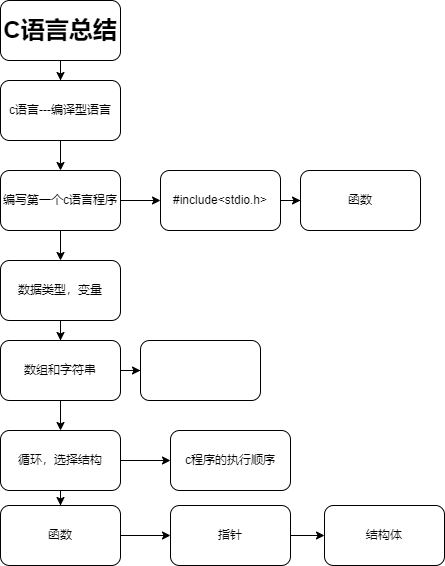 C语言总结
c语言---编译型语言
编写第一个c语言程序
#include<stdio.h>
函数
数据类型，变量
数组和字符串
循环，选择结构
c程序的执行顺序
函数
指针
结构体